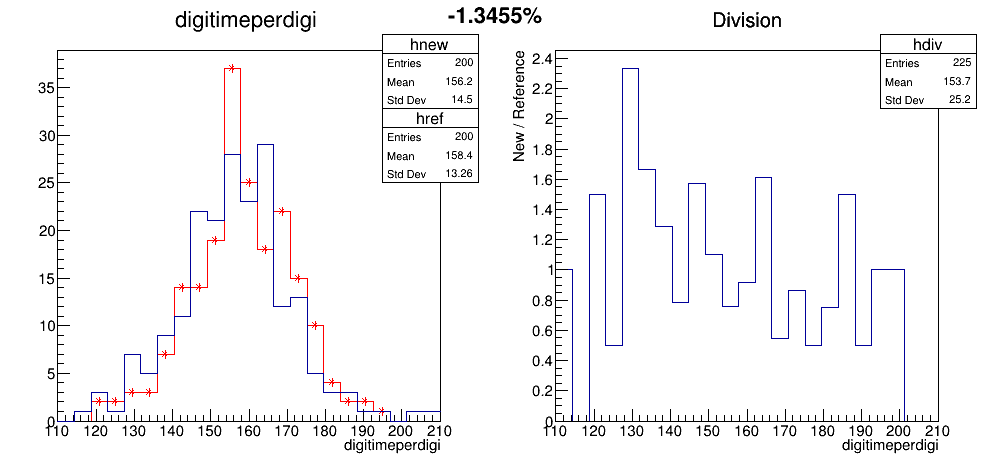 digitimeperdigi
-1.3455%
Division
hnew
Entries 200
Mean 156.2
Std Dev 14.5
href
Entries 200
Mean 158.4
Std Dev 13.26
35
30
25
20
15
10
5
0
110 120 130 140 150 160 170 180 190 200 210
digitimeperdigi
hdiv
Entries 225
Mean 153.7
Std Dev 25.2
New / Reference
2.4
2.2
2
1.8
1.6
1.4
1.2
1
0.8
0.6
0.4
0.2
0
110 120 130 140 150 160 170 180 190 200 210
digitimeperdigi